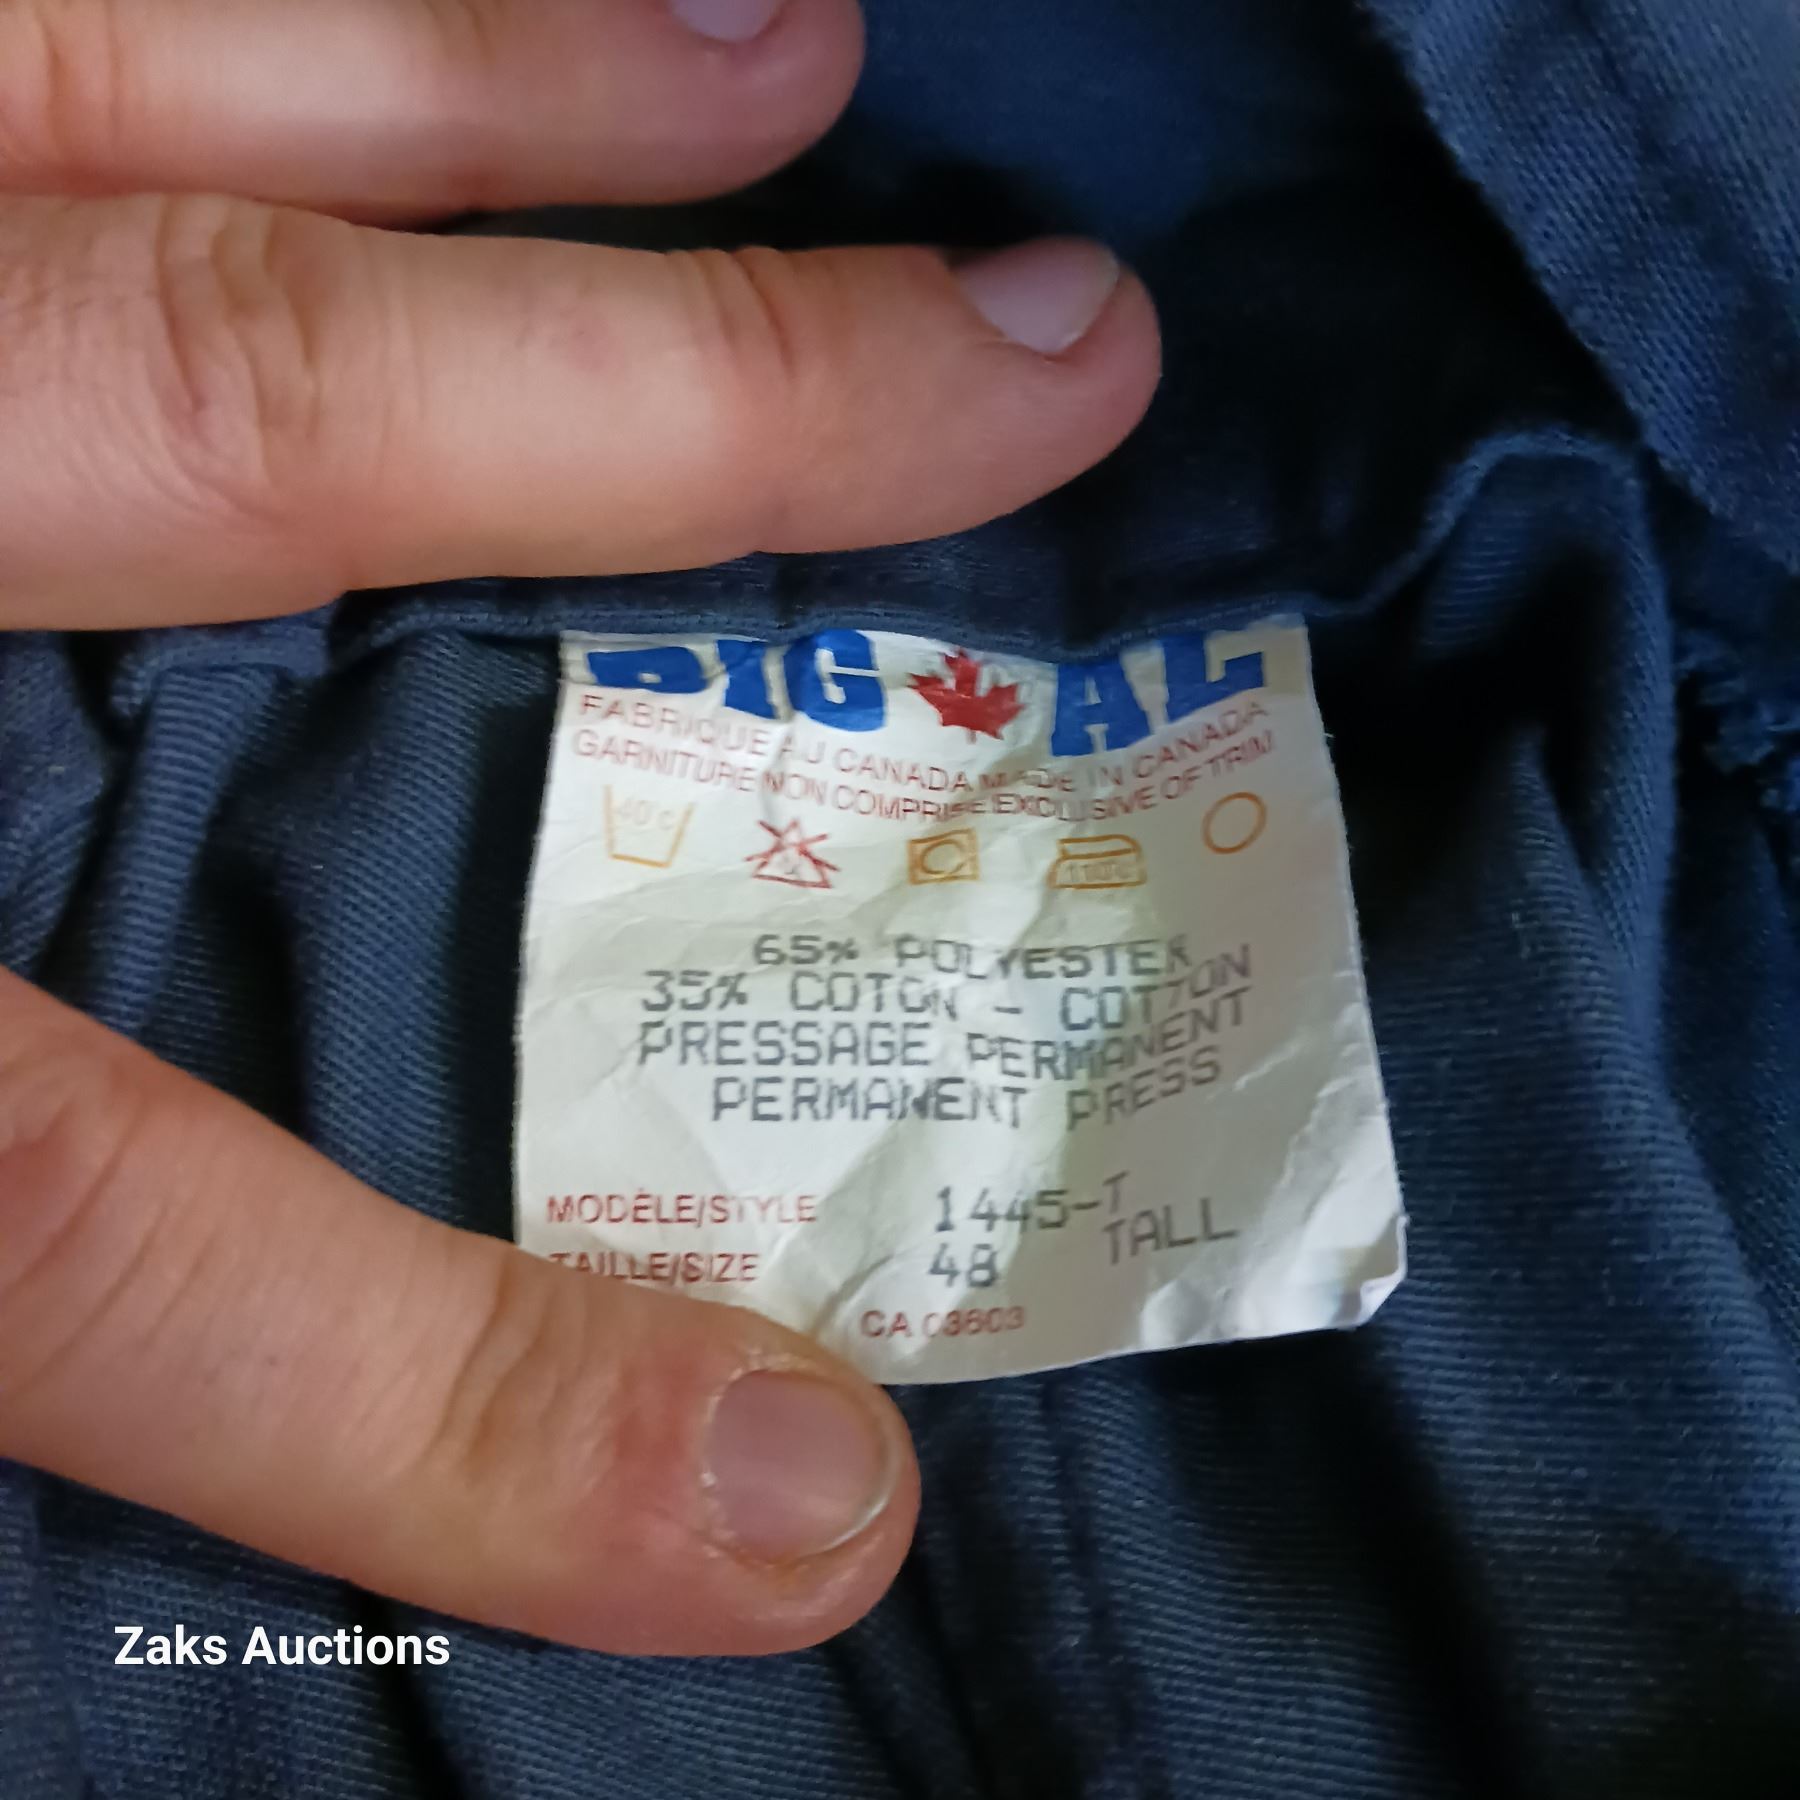 BIG AL
FABRIQUE AU CANADA MADE IN CANADA
GARNITURE NON COMPRISE EXCLUSIVE OF TRIM
40°C
110°C
65% POLYESTER
35% COTON - COTTON
PRESSAGE PERMANENT
PERMANENT PRESS
MODÈLE/STYLE 1445-T
TAILLE/SIZE 48 TALL
CA 03603
Zaks Auctions